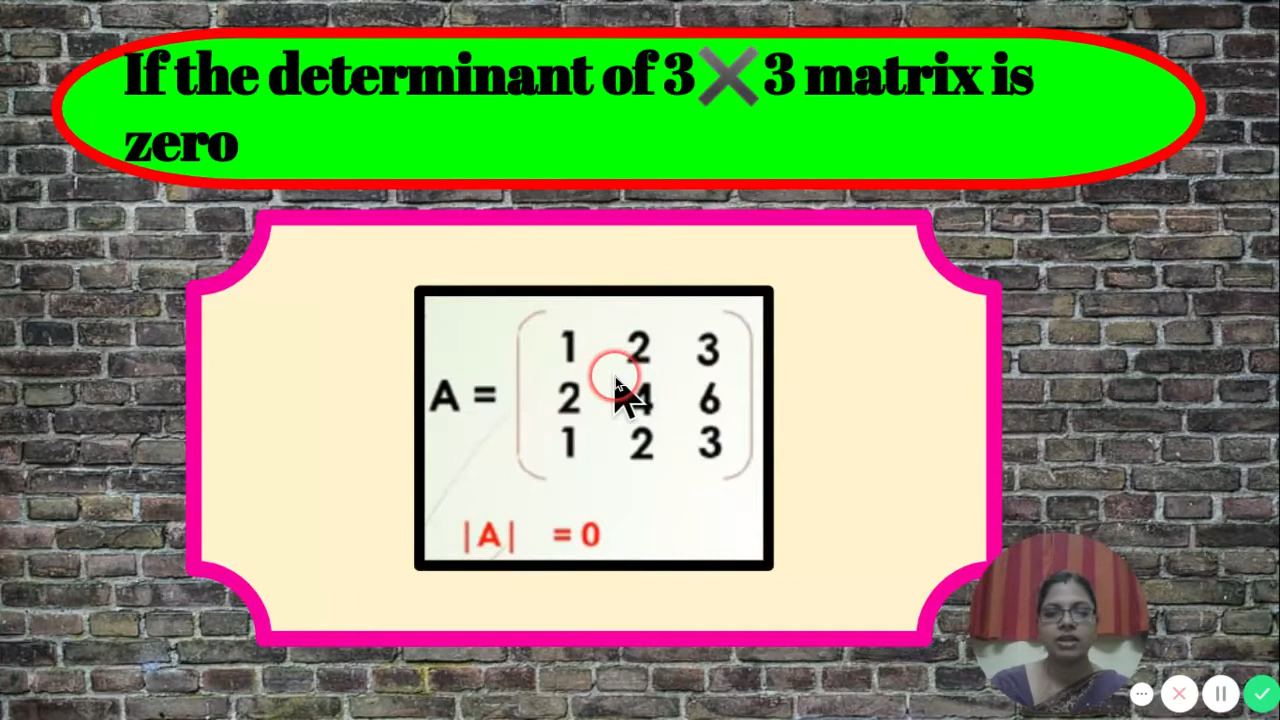 If the determinant of 3✖3 matrix is
zero
1 2 3
A = 2 4 6
1 2 3
|A| = 0